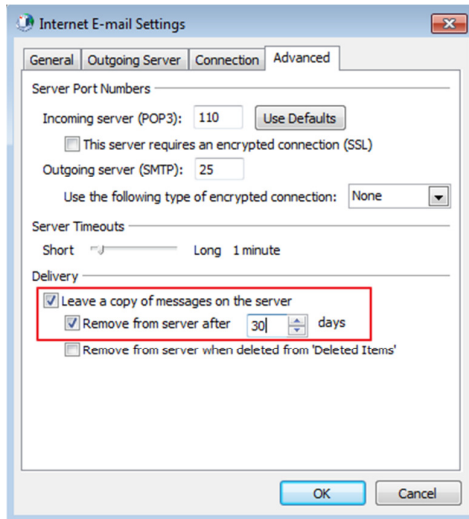 Internet E-mail Settings
General Outgoing Server Connection Advanced
Server Port Numbers
Incoming server (POP3): 110 Use Defaults
This server requires an encrypted connection (SSL)
Outgoing server (SMTP): 25
Use the following type of encrypted connection: None
Server Timeouts
Short Long 1 minute
Delivery
Leave a copy of messages on the server
Remove from server after 30 days
Remove from server when deleted from 'Deleted Items'
OK Cancel